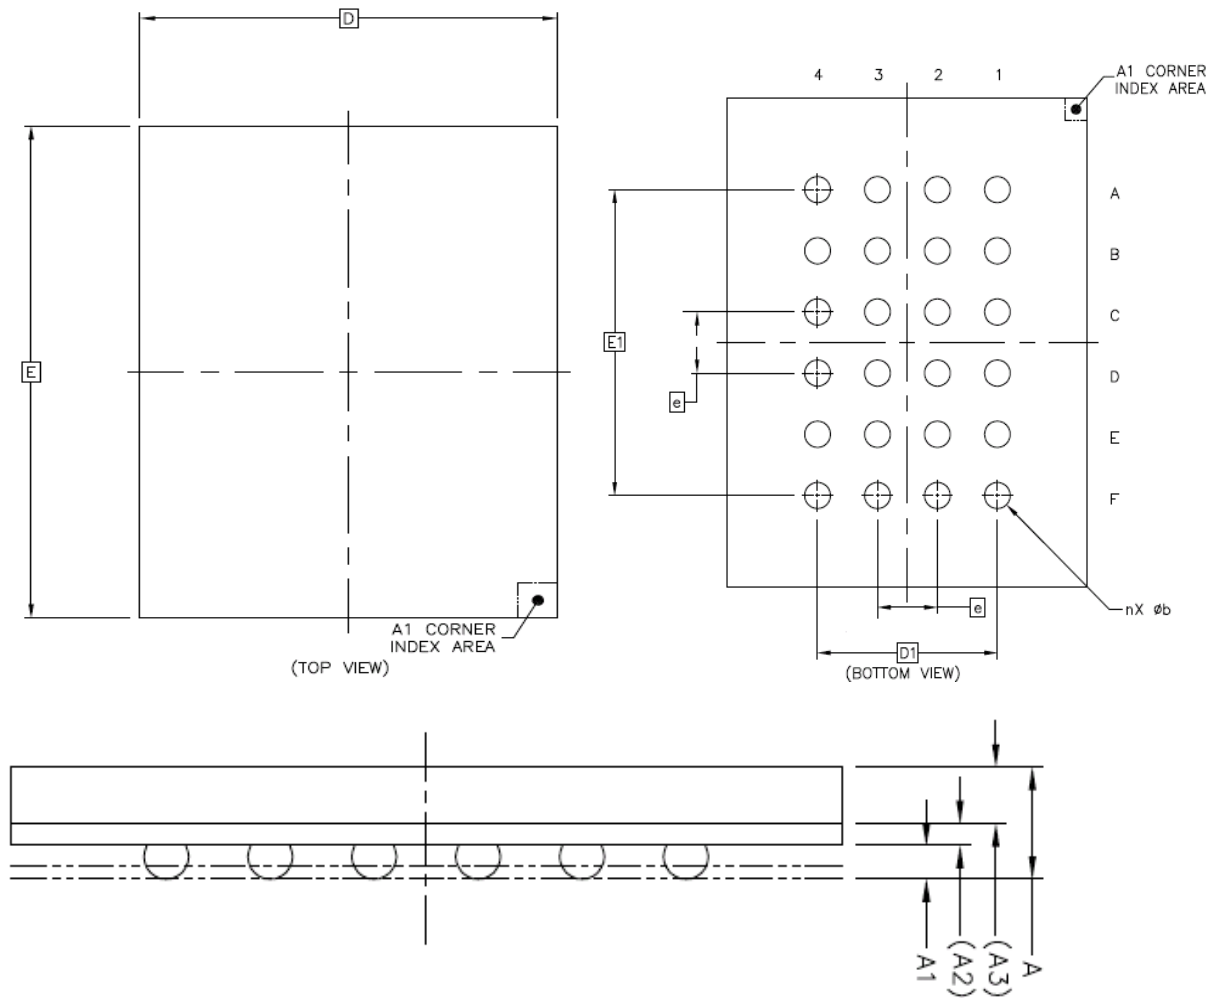 D
E
A1 CORNER
INDEX AREA
(TOP VIEW)
4 3 2 1
A1 CORNER
INDEX AREA
A
B
C
D
E
F
E1
e
e
nX øb
D1
(BOTTOM VIEW)
A1
(A2)
(A3)
A